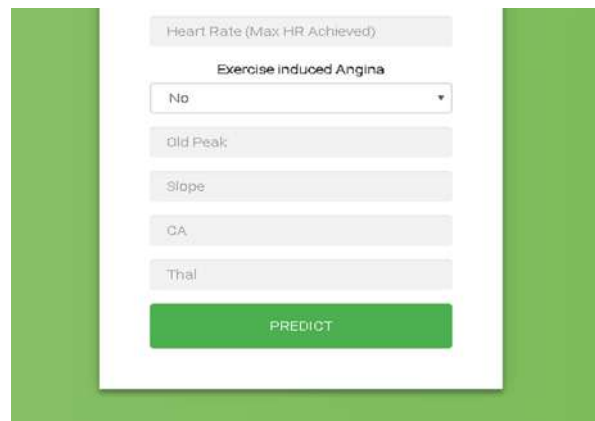 Heart Rate (Max HR Achieved)
Exercise induced Angina
No
Old Peak
Slope
CA
Thal
PREDICT